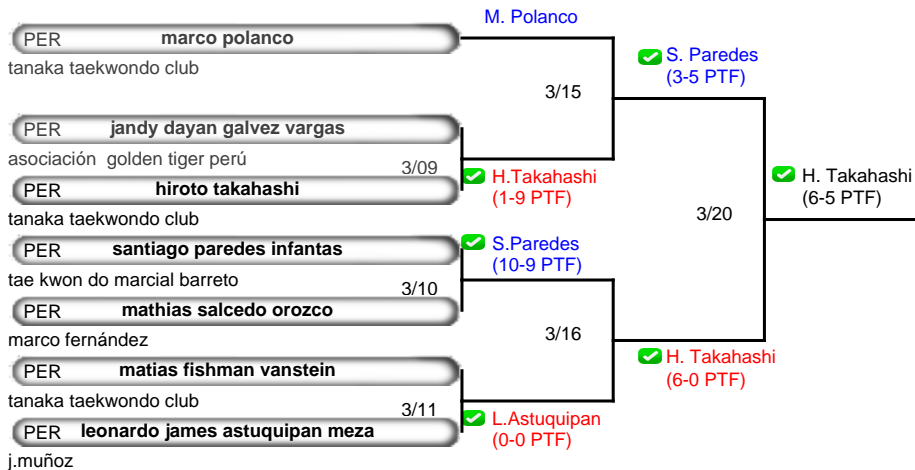 M. Polanco
PER marco polanco
tanaka taekwondo club
S. Paredes
(3-5 PTF)
3/15
PER jandy dayan galvez vargas
asociación golden tiger perú
3/09
H.Takahashi
(1-9 PTF)
PER hiroto takahashi
tanaka taekwondo club
H. Takahashi
(6-5 PTF)
3/20
PER santiago paredes infantas
tae kwon do marcial barreto
S.Paredes
(10-9 PTF)
3/10
PER mathias salcedo orozco
marco fernández
3/16
H. Takahashi
(6-0 PTF)
PER matias fishman vanstein
tanaka taekwondo club
3/11
L.Astuquipan
(0-0 PTF)
PER leonardo james astuquipan meza
j.muñoz